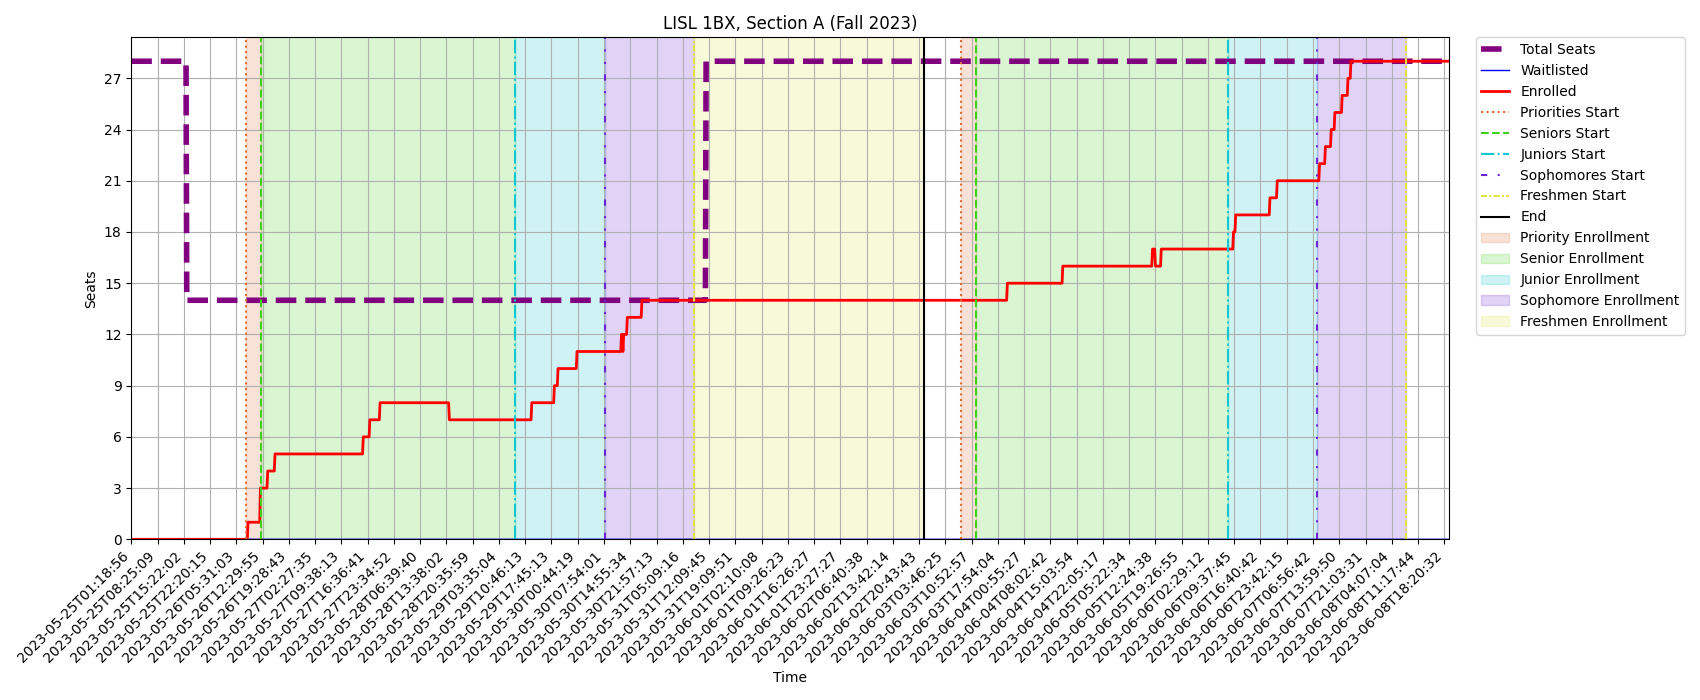 LISL 1BX, Section A (Fall 2023)
27
24
21
18
15
12
9
6
3
0
Seats
2023-05-25T01:18:56
2023-05-25T08:25:09
2023-05-25T15:22:02
2023-05-25T22:20:15
2023-05-26T05:31:03
2023-05-26T12:29:55
2023-05-26T19:28:43
2023-05-27T02:27:35
2023-05-27T09:38:13
2023-05-27T16:36:41
2023-05-27T23:34:52
2023-05-28T06:39:40
2023-05-28T13:38:02
2023-05-28T20:35:59
2023-05-29T03:35:04
2023-05-29T10:46:13
2023-05-29T17:45:13
2023-05-30T00:44:19
2023-05-30T07:54:01
2023-05-30T14:55:34
2023-05-30T21:57:13
2023-05-31T05:09:16
2023-05-31T12:09:45
2023-05-31T19:09:51
2023-06-01T02:10:08
2023-06-01T09:26:23
2023-06-01T16:26:27
2023-06-01T23:27:27
2023-06-02T06:40:38
2023-06-02T13:42:14
2023-06-02T20:43:43
2023-06-03T03:46:25
2023-06-03T10:52:57
2023-06-03T17:54:04
2023-06-04T00:55:27
2023-06-04T08:02:42
2023-06-04T15:03:54
2023-06-04T22:05:17
2023-06-05T05:22:34
2023-06-05T12:24:38
2023-06-05T19:26:55
2023-06-06T02:29:12
2023-06-06T09:37:45
2023-06-06T16:40:42
2023-06-06T23:42:15
2023-06-07T06:56:42
2023-06-07T13:59:50
2023-06-07T21:03:31
2023-06-08T04:07:04
2023-06-08T11:17:44
2023-06-08T18:20:32
Time
Total Seats
Waitlisted
Enrolled
Priorities Start
Seniors Start
Juniors Start
Sophomores Start
Freshmen Start
End
Priority Enrollment
Senior Enrollment
Junior Enrollment
Sophomore Enrollment
Freshmen Enrollment